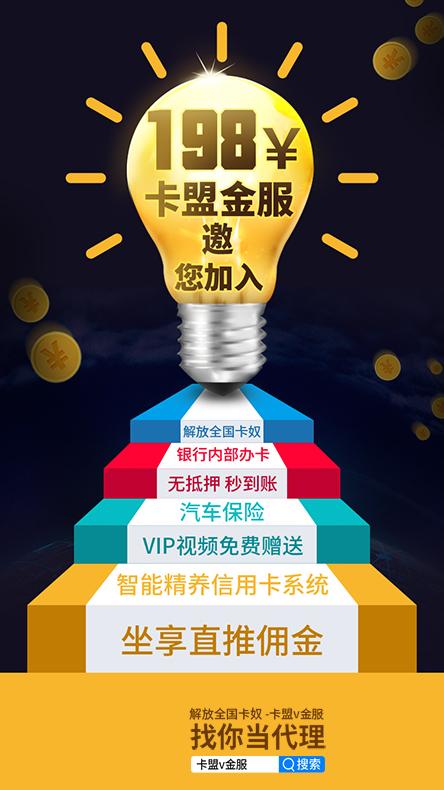 198¥
卡盟金服
邀
您加入
解放全国卡奴
银行内部办卡
无抵押 秒到账
汽车保险
VIP视频免费赠送
智能精养信用卡系统
坐享直推佣金
解放全国卡奴 -卡盟v金服
找你当代理
卡盟v金服 搜索